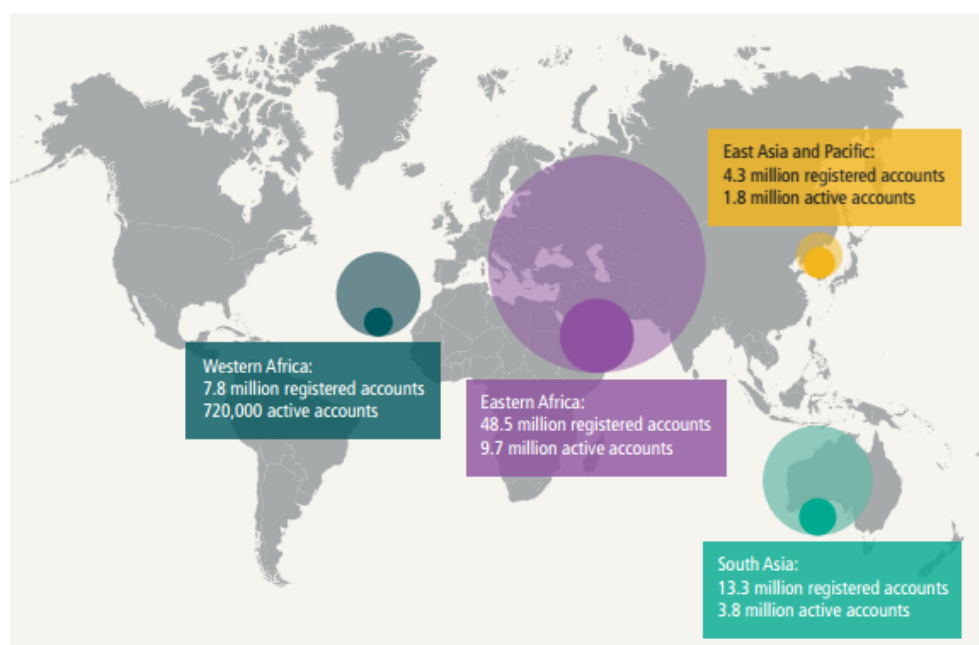 East Asia and Pacific:
4.3 million registered accounts
1.8 million active accounts
Western Africa:
7.8 million registered accounts
720,000 active accounts
Eastern Africa:
48.5 million registered accounts
9.7 million active accounts
South Asia:
13.3 million registered accounts
3.8 million active accounts